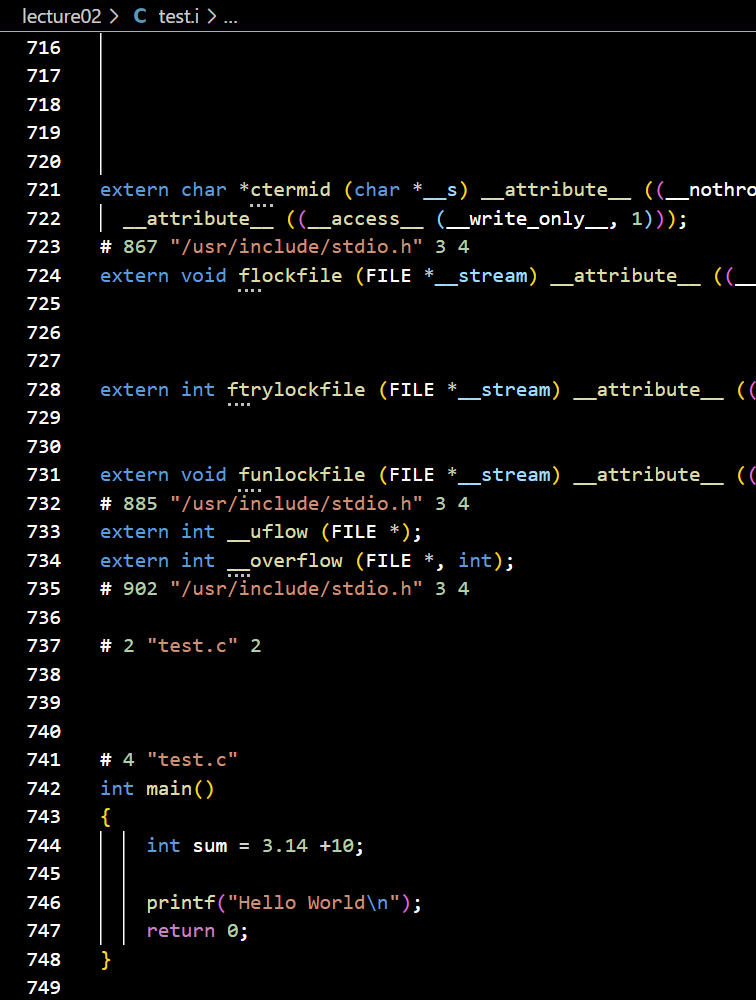 lecture02 > C test.i > ...
716
717
718
719
720
721 extern char *ctermid (char *__s) __attribute__ ((__nothro
722 __attribute__ ((__access__ (__write_only__, 1)));
723 # 867 "/usr/include/stdio.h" 3 4
724 extern void flockfile (FILE *__stream) __attribute__ ((__
725
726
727
728 extern int ftrylockfile (FILE *__stream) __attribute__ ((
729
730
731 extern void funlockfile (FILE *__stream) __attribute__ ((
732 # 885 "/usr/include/stdio.h" 3 4
733 extern int __uflow (FILE *);
734 extern int __overflow (FILE *, int);
735 # 902 "/usr/include/stdio.h" 3 4
736
737 # 2 "test.c" 2
738
739
740
741 # 4 "test.c"
742 int main()
743 {
744 int sum = 3.14 +10;
745
746 printf("Hello World\n");
747 return 0;
748 }
749